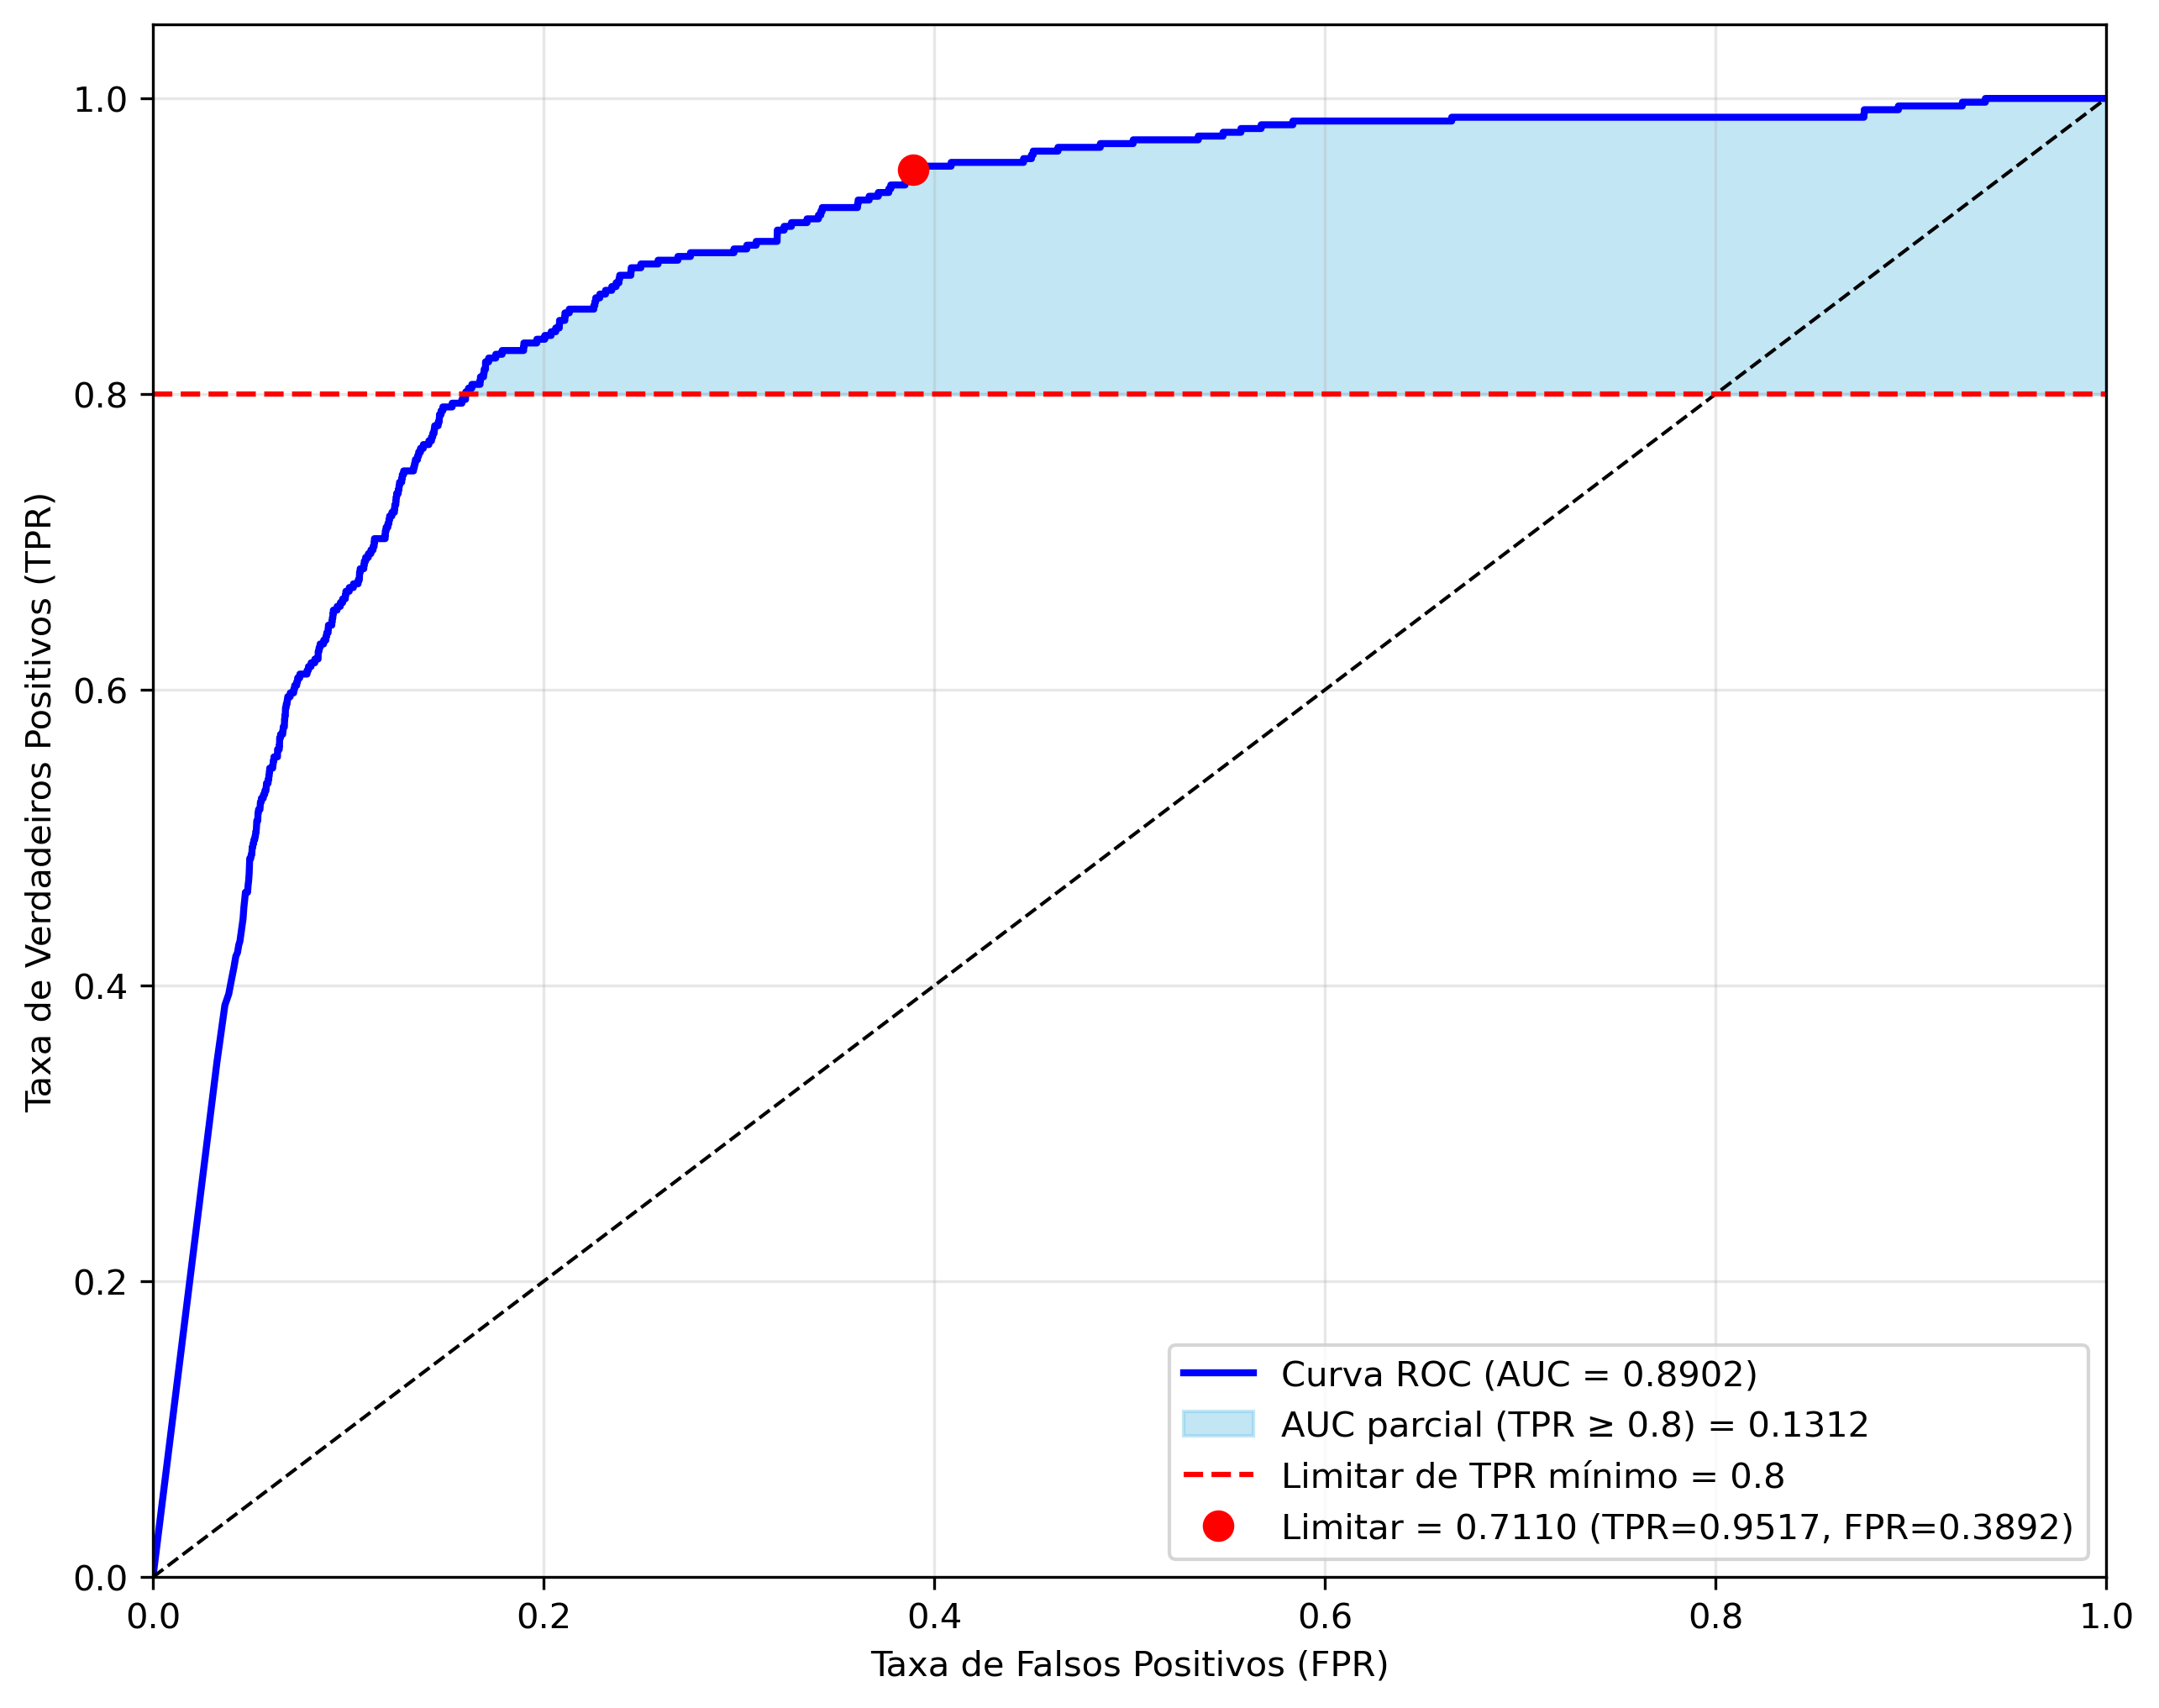 1.0
0.8
0.6
0.4
0.2
0.0
Taxa de Verdadeiros Positivos (TPR)
Curva ROC (AUC = 0.8902)
AUC parcial (TPR ≥ 0.8) = 0.1312
Limitar de TPR mínimo = 0.8
Limitar = 0.7110 (TPR=0.9517, FPR=0.3892)
0.0 0.2 0.4 0.6 0.8 1.0
Taxa de Falsos Positivos (FPR)